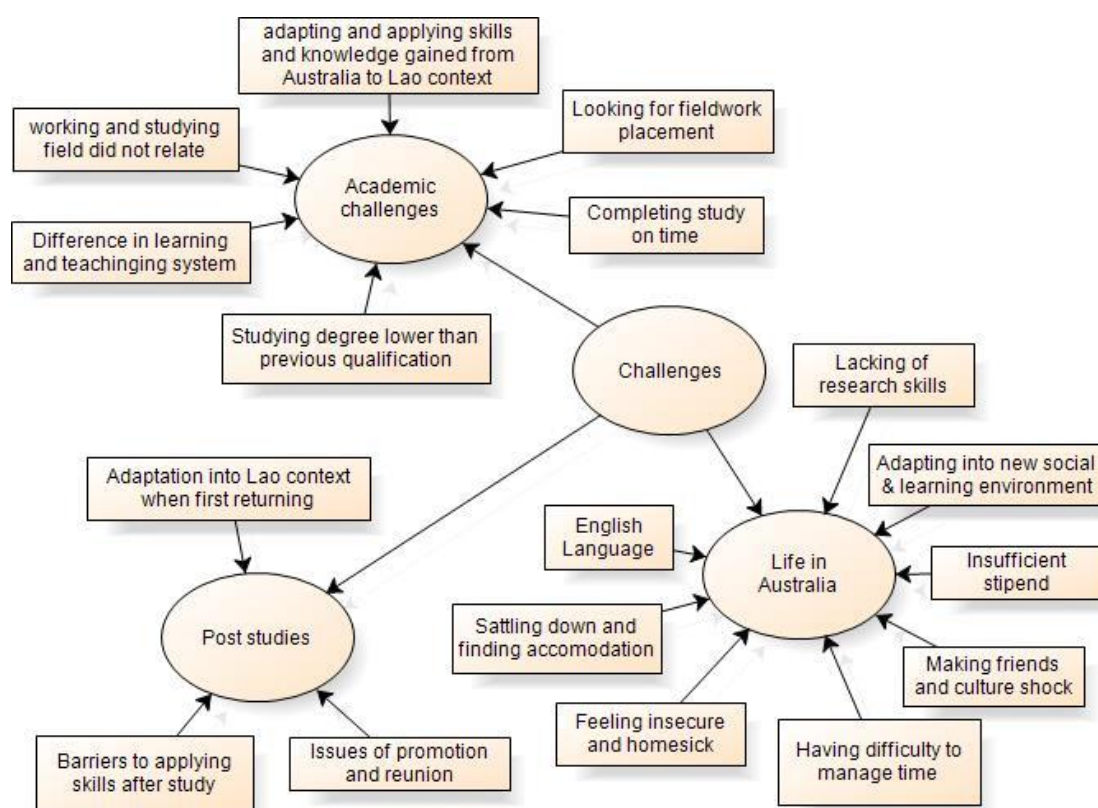 adapting and applying skills
and knowledge gained from
Australia to Lao context
Looking for fieldwork
placement
working and studying
field did not relate
Academic
challenges
Completing study
on time
Difference in learning
and teachinging system
Studying degree lower than
previous qualification
Challenges
Lacking of
research skills
Adaptation into Lao context
when first returning
Adapting into new social
& learning environment
English
Language
Life in
Australia
Insufficient
stipend
Post studies
Sattling down and
finding accomodation
Making friends
and culture shock
Feeling insecure
and homesick
Having difficulty to
manage time
Barriers to applying
skills after study
Issues of promotion
and reunion